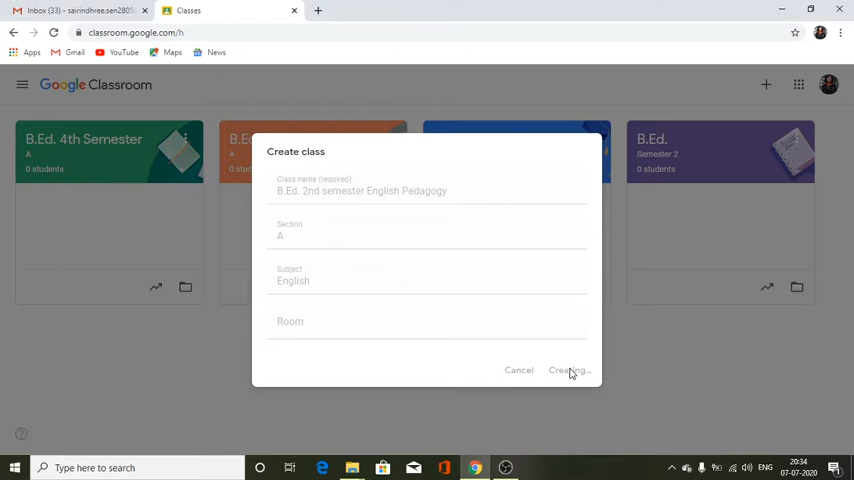 Inbox (33) - sairindhree.sen2805
Classes
classroom.google.com/h
Apps
Gmail
YouTube
Maps
News
Google Classroom
B.Ed. 4th Semester
A
0 students
B.E
A
0 stude
B.Ed.
Semester 2
0 students
Create class
Class name (required)
B.Ed. 2nd semester English Pedagogy
Section
A
Subject
English
Room
Cancel
Creating...
Type here to search
ENG
20:34
07-07-2020